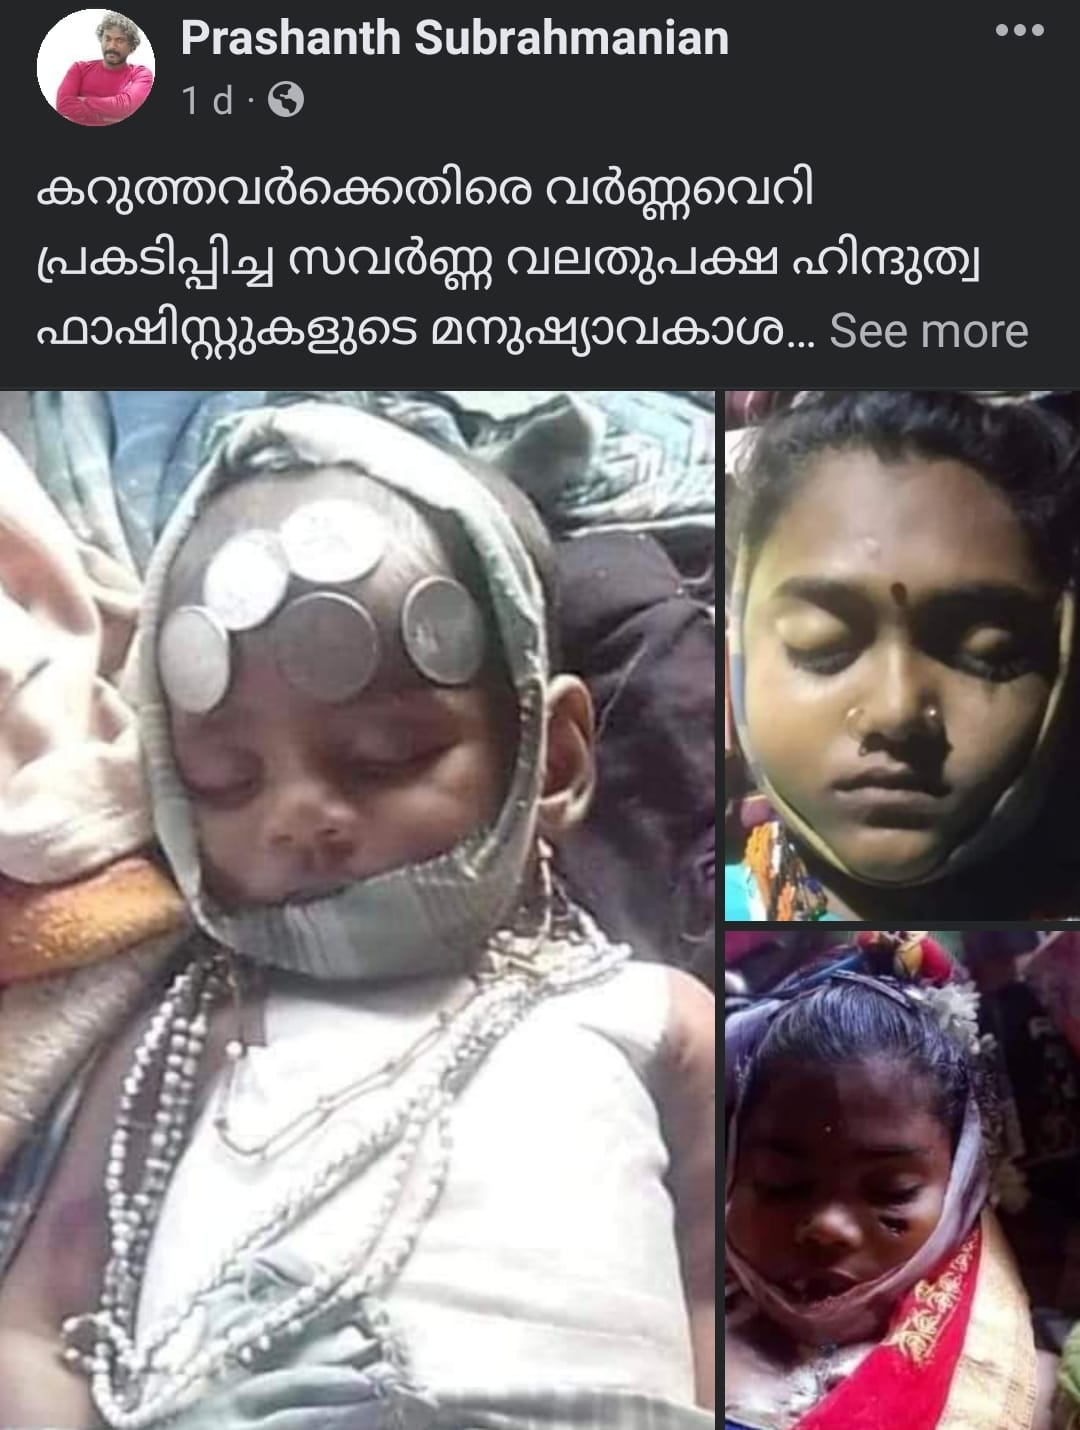 Prashanth Subrahmanian
1 d ·
കറുത്തവർക്കെതിരെ വർണ്ണവെറി
പ്രകടിപ്പിച്ച സവർണ്ണ വലതുപക്ഷ ഹിന്ദുത്വ
ഫാഷിസ്റ്റുകളുടെ മനുഷ്യാവകാശ... See more